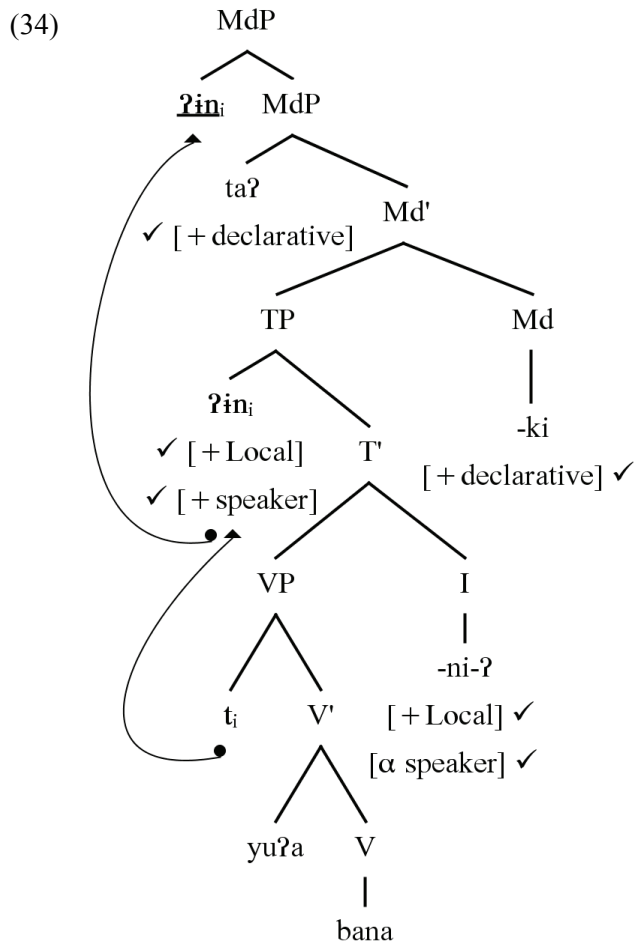 (34)
MdP
ʔɨnᵢ MdP
taʔ
Md'
✓ [+declarative]
TP Md
ʔɨnᵢ
-ki
✓ [+Local]
T'
[+declarative] ✓
✓ [+speaker]
VP I
-ni-ʔ
tᵢ V'
[+Local] ✓
[α speaker] ✓
yuʔa V
bana